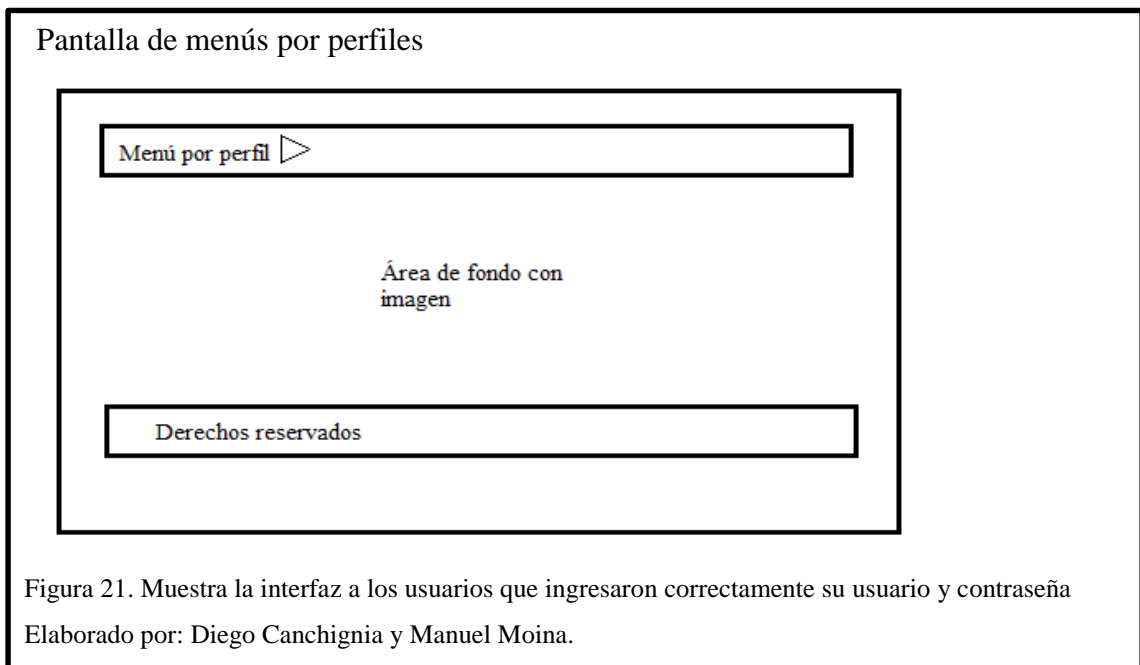 Pantalla de menús por perfiles
Menú por perfil
Área de fondo con
imagen
Derechos reservados
Figura 21. Muestra la interfaz a los usuarios que ingresaron correctamente su usuario y contraseña
Elaborado por: Diego Canchignia y Manuel Moina.